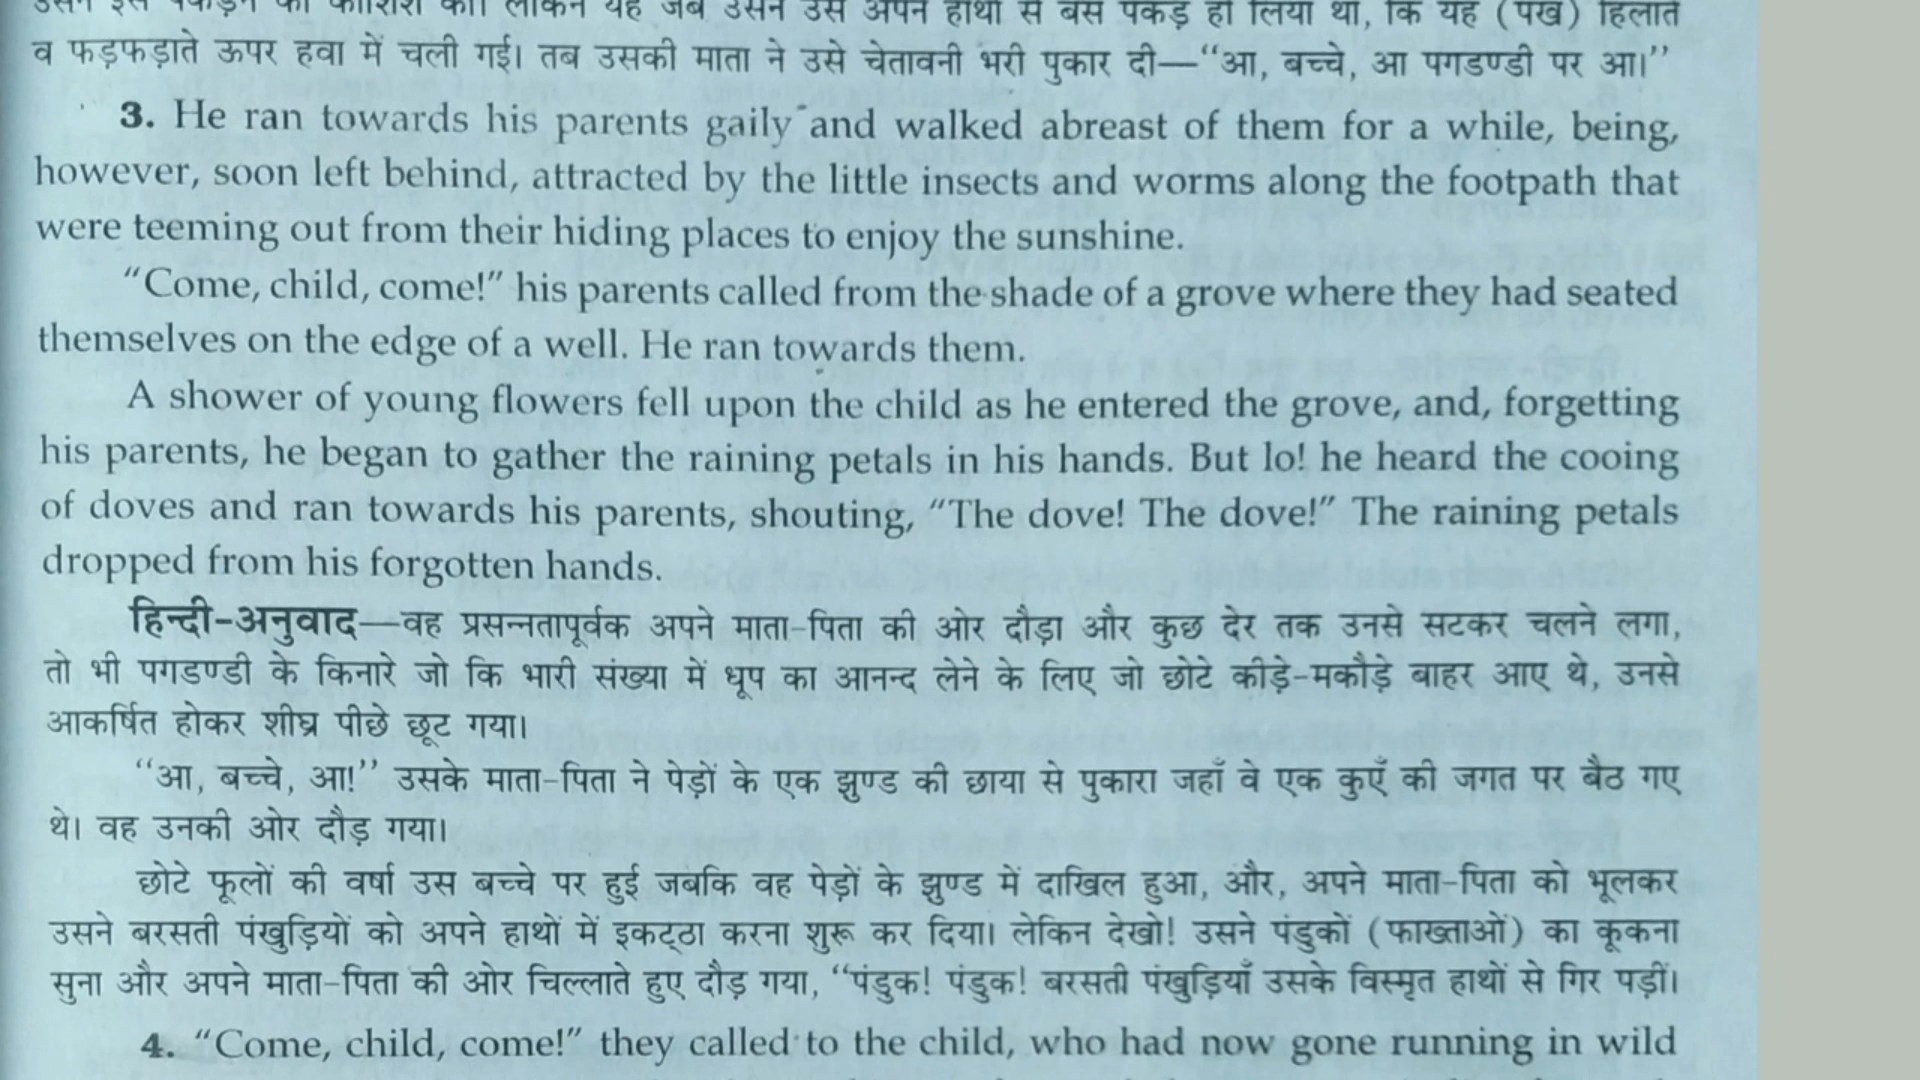 उसने इसे पकड़ने की कोशिश की। लेकिन यह जब उसने उसे अपने हाथों से बस पकड़ ही लिया था, कि यह (पंख) हिलाते
व फड़फड़ाते ऊपर हवा में चली गई। तब उसकी माता ने उसे चेतावनी भरी पुकार दी—“आ, बच्चे, आ पगडण्डी पर आ।”
3. He ran towards his parents gaily and walked abreast of them for a while, being,
however, soon left behind, attracted by the little insects and worms along the footpath that
were teeming out from their hiding places to enjoy the sunshine.
“Come, child, come!” his parents called from the shade of a grove where they had seated
themselves on the edge of a well. He ran towards them.
A shower of young flowers fell upon the child as he entered the grove, and, forgetting
his parents, he began to gather the raining petals in his hands. But lo! he heard the cooing
of doves and ran towards his parents, shouting, “The dove! The dove!” The raining petals
dropped from his forgotten hands.
हिन्दी-अनुवाद—वह प्रसन्नतापूर्वक अपने माता-पिता की ओर दौड़ा और कुछ देर तक उनसे सटकर चलने लगा,
तो भी पगडण्डी के किनारे जो कि भारी संख्या में धूप का आनन्द लेने के लिए जो छोटे कीड़े-मकौड़े बाहर आए थे, उनसे
आकर्षित होकर शीघ्र पीछे छूट गया।
“आ, बच्चे, आ!” उसके माता-पिता ने पेड़ों के एक झुण्ड की छाया से पुकारा जहाँ वे एक कुएँ की जगत पर बैठ गए
थे। वह उनकी ओर दौड़ गया।
छोटे फूलों की वर्षा उस बच्चे पर हुई जबकि वह पेड़ों के झुण्ड में दाखिल हुआ, और, अपने माता-पिता को भूलकर
उसने बरसती पंखुड़ियों को अपने हाथों में इकट्ठा करना शुरू कर दिया। लेकिन देखो! उसने पंडुकों (फाख्ताओं) का कूकना
सुना और अपने माता-पिता की ओर चिल्लाते हुए दौड़ गया, “पंडुक! पंडुक! बरसती पंखुड़ियाँ उसके विस्मृत हाथों से गिर पड़ीं।
4. “Come, child, come!” they called to the child, who had now gone running in wild